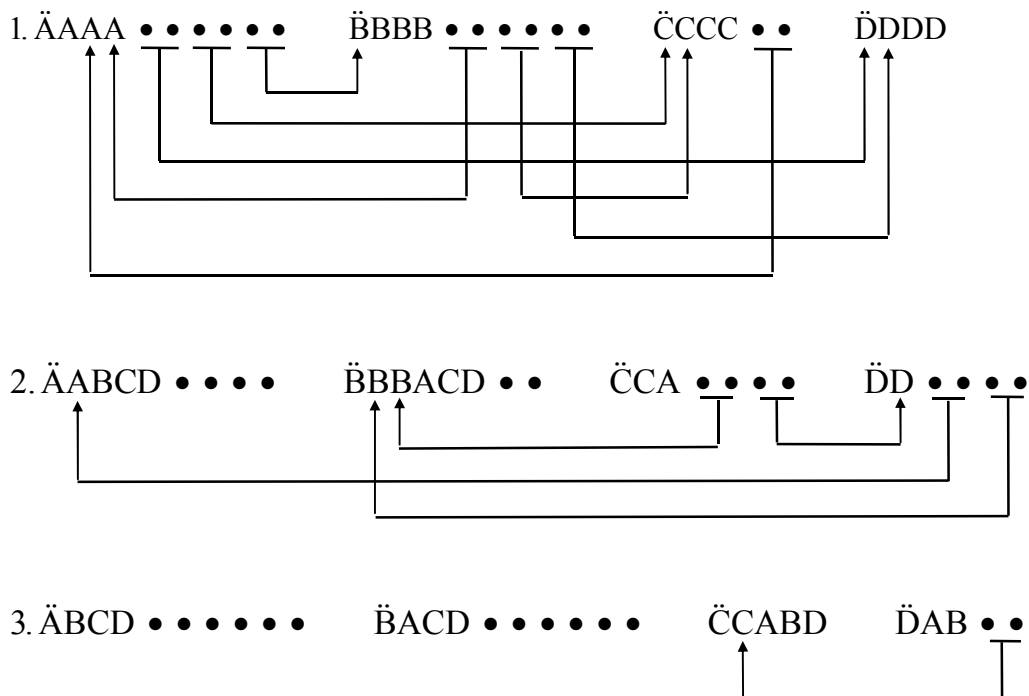 1. ÄAAA • • • • • • B̈BBB • • • • • • C̈CCC • • D̈DDD
2. ÄABCD • • • • B̈BBACD • • C̈CA • • • • D̈D • • • •
3. ÄBCD • • • • • • B̈ACD • • • • • • C̈CABD D̈AB • •